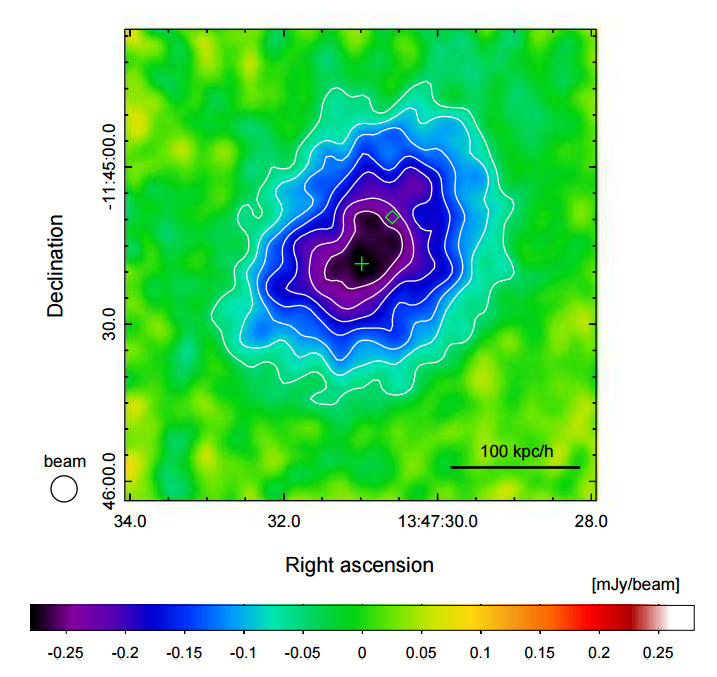 Declination
-11:45:00.0
30.0
46:00.0
100 kpc/h
beam
34.0 32.0 13:47:30.0 28.0
Right ascension
[mJy/beam]
-0.25 -0.2 -0.15 -0.1 -0.05 0 0.05 0.1 0.15 0.2 0.25